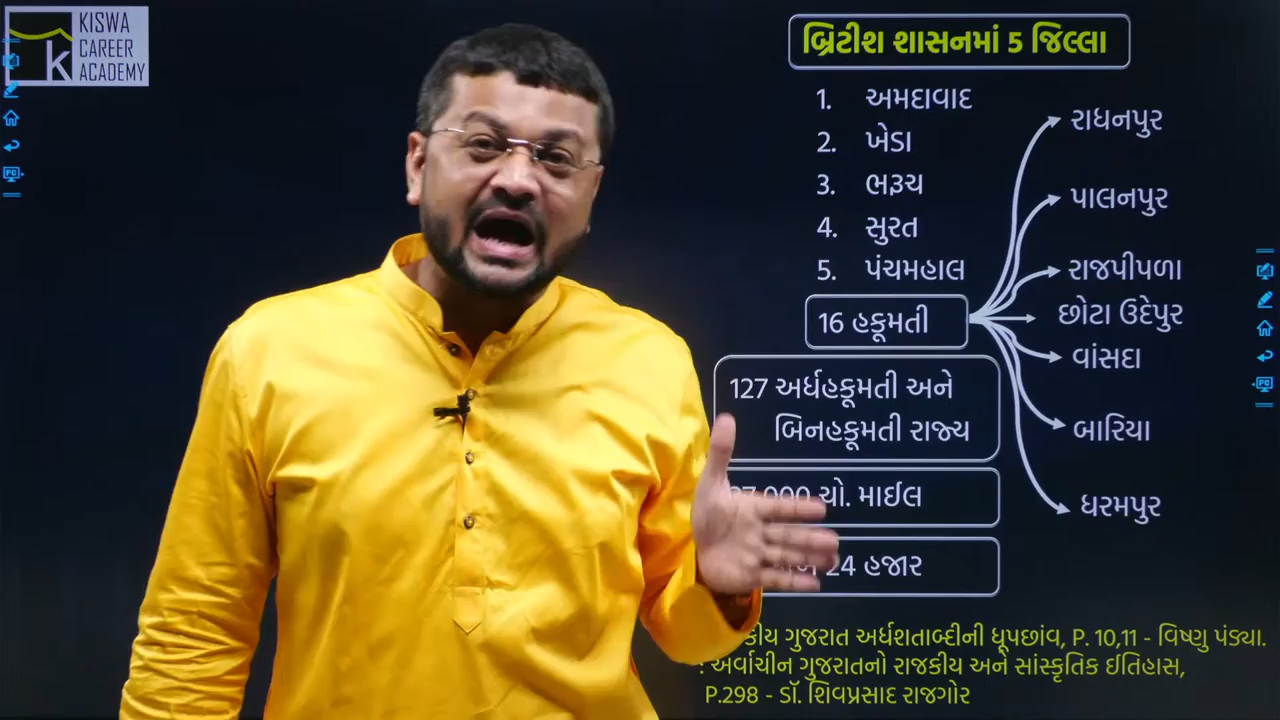 KISWA
CAREER
ACADEMY
બ્રિટીશ શાસનમાં 5 જિલ્લા
1. અમદાવાદ
2. ખેડા
3. ભરૂચ
4. સુરત
5. પંચમહાલ
16 હકૂમતી
રાધનપુર
પાલનપુર
રાજપીપળા
છોટા ઉદેપુર
વાંસદા
બારિયા
ધરમપુર
127 અર્ધહકૂમતી અને
બિનહકૂમતી રાજ્ય
ચો. માઈલ
24 હજાર
ગુજરાત અર્ધશતાબ્દીની ધૂપછાંવ, P. 10,11 - વિષ્ણુ પંડ્યા.
: અર્વાચીન ગુજરાતનો રાજકીય અને સાંસ્કૃતિક ઈતિહાસ,
P.298 - ડૉ. શિવપ્રસાદ રાજગોર